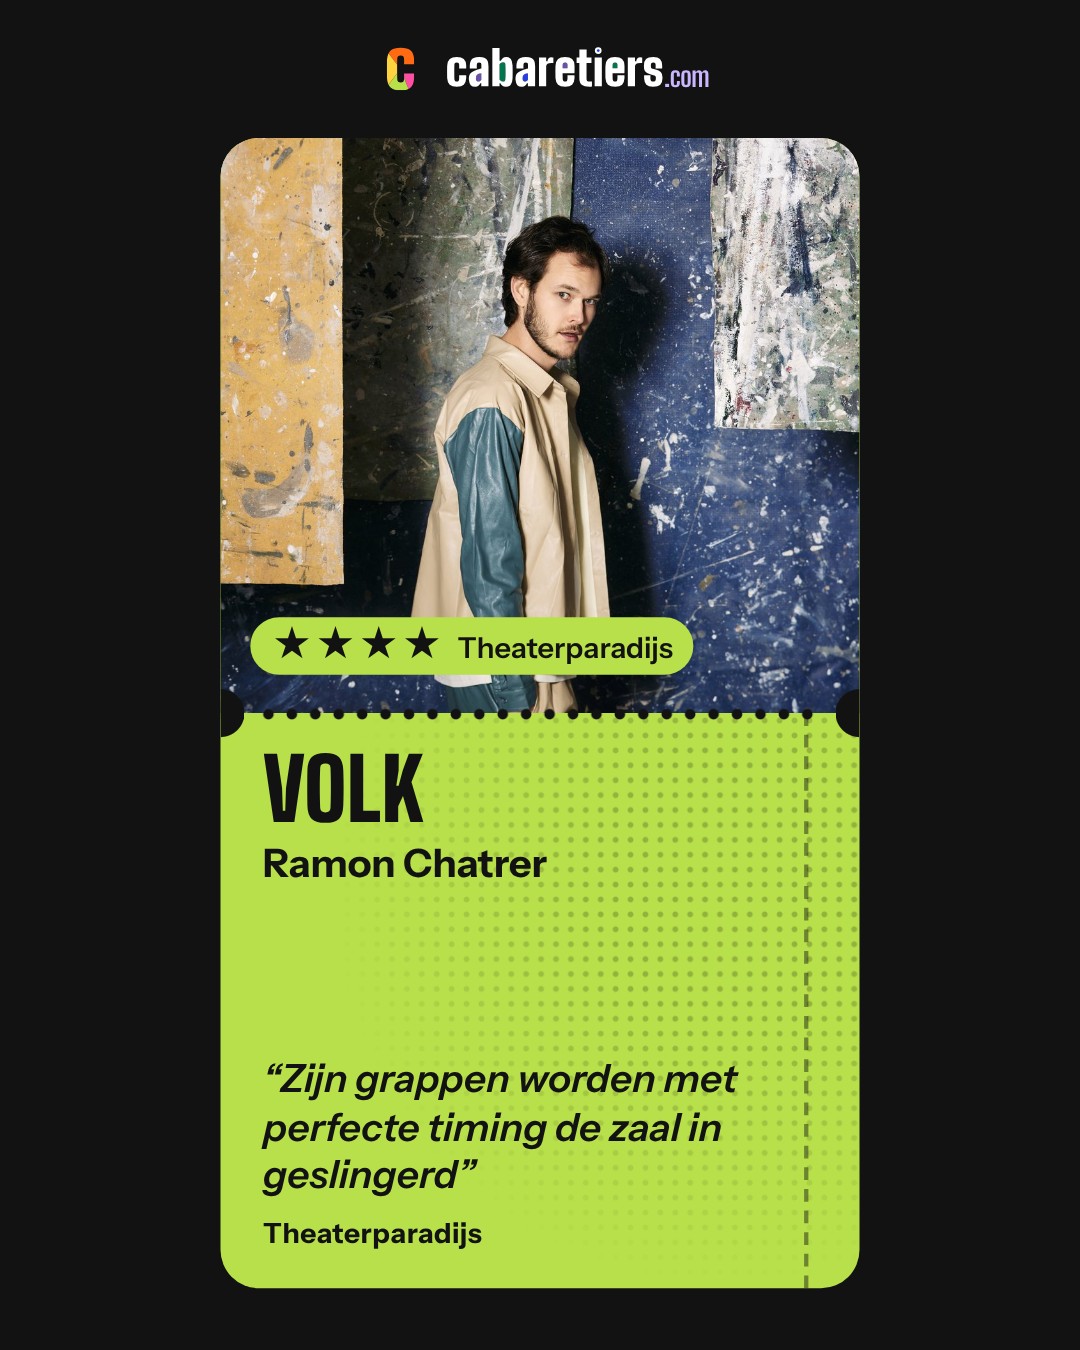 cabaretiers.com
★★★★ Theaterparadijs
VOLK
Ramon Chatrer
“Zijn grappen worden met
perfecte timing de zaal in
geslingerd”
Theaterparadijs